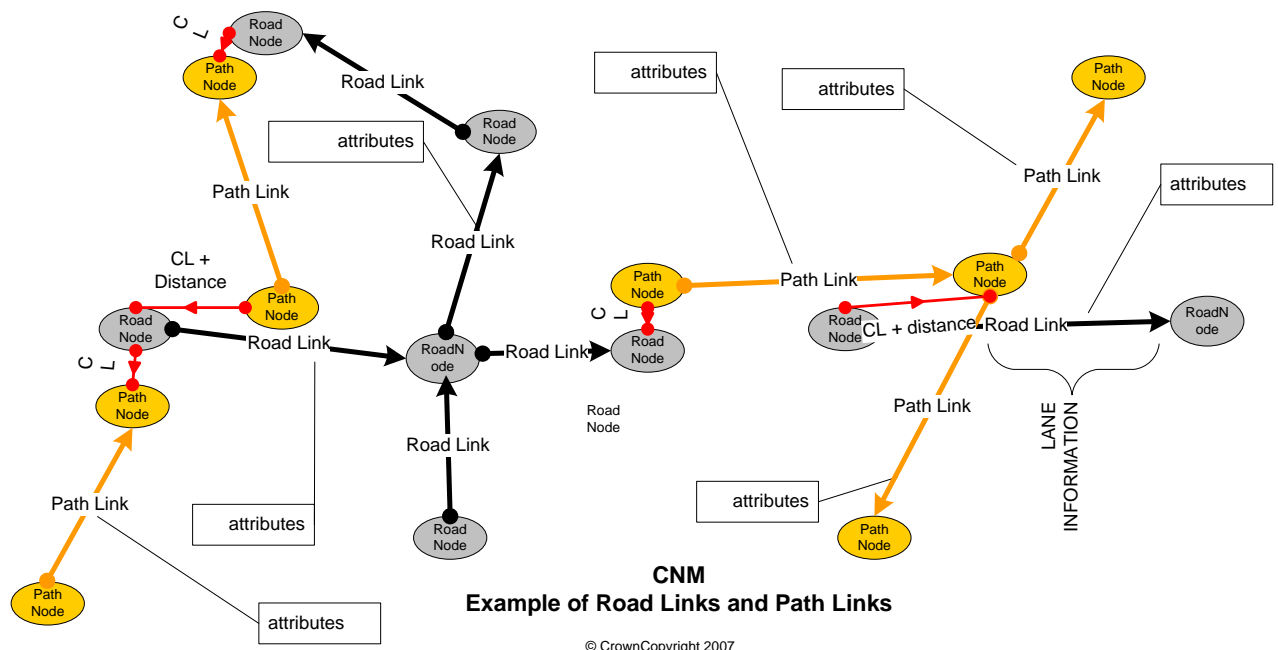 C
L
Road
Node
Path
Node
Road Link
attributes
Road
Node
Path Link
Road Link
CL +
Distance
Path
Node
Road
Node
Road Link
C
L
Path
Node
RoadN
ode
Road Link
Path Link
attributes
Road Link
Road
Node
Path
Node
attributes
attributes
attributes
Path
Node
Path Link
attributes
Path
Node
Path Link
Path
Node
C
L
Road
Node
Road
Node
Road
Node
CL + distance
Road Link
RoadN
ode
Path Link
LANE
INFORMATION
attributes
Path
Node
CNM
Example of Road Links and Path Links
© CrownCopyright 2007